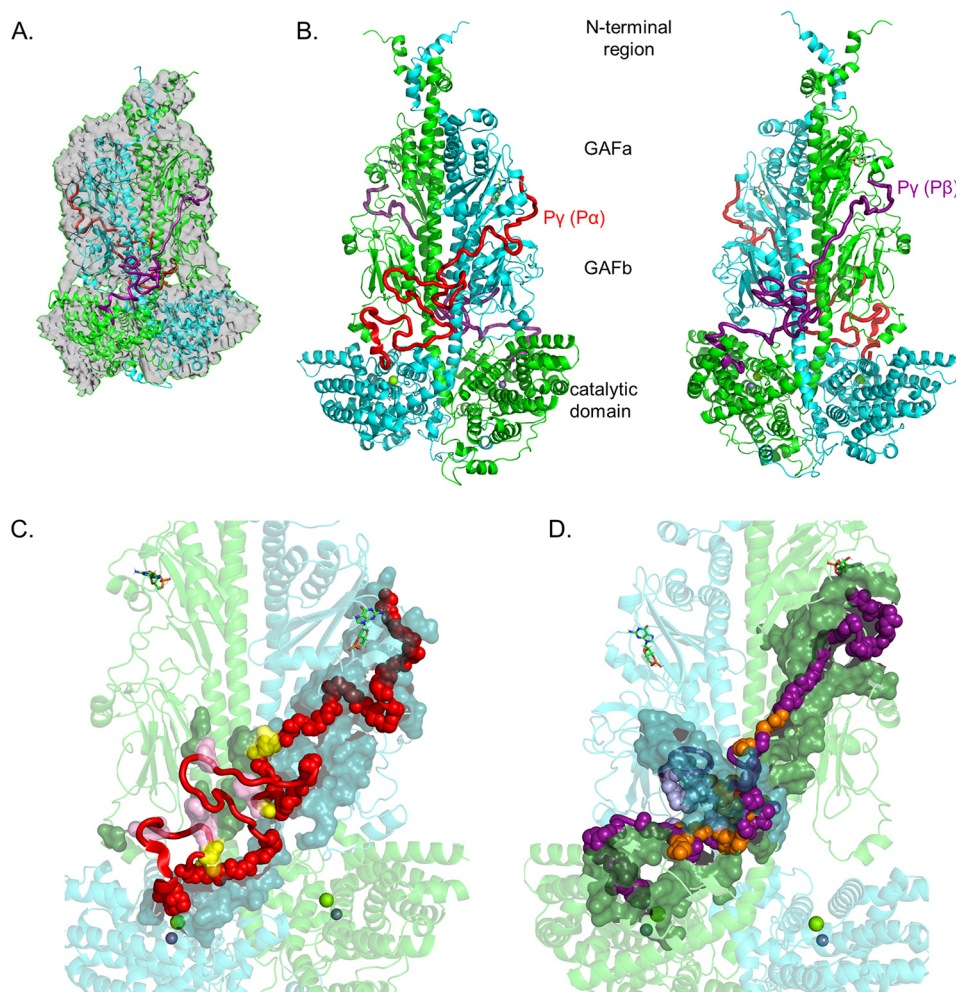 A.
B.
N-terminal
region
GAFa
Pγ (Pα)
Pγ (Pβ)
GAFb
catalytic
domain
C.
D.